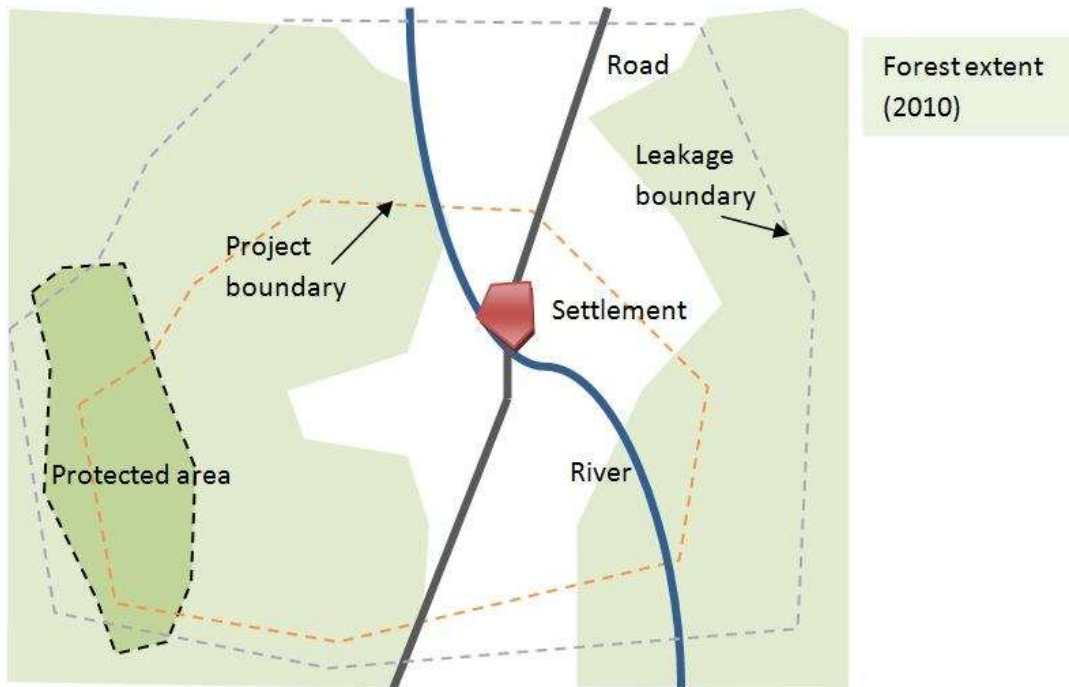 Road
Forest extent
(2010)
Leakage
boundary
Project
boundary
Settlement
Protected area
River